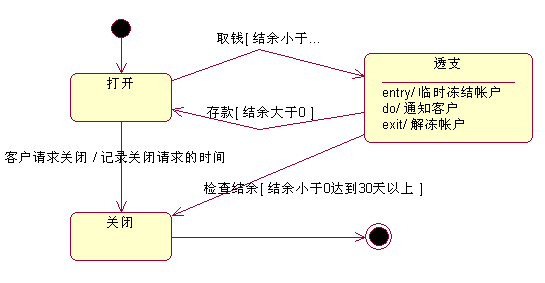 取钱[ 结余小于...
打开
透支
entry/ 临时冻结帐户
do/ 通知客户
exit/ 解冻帐户
存款[ 结余大于0 ]
客户请求关闭 / 记录关闭请求的时间
检查结余[ 结余小于0达到30天以上 ]
关闭